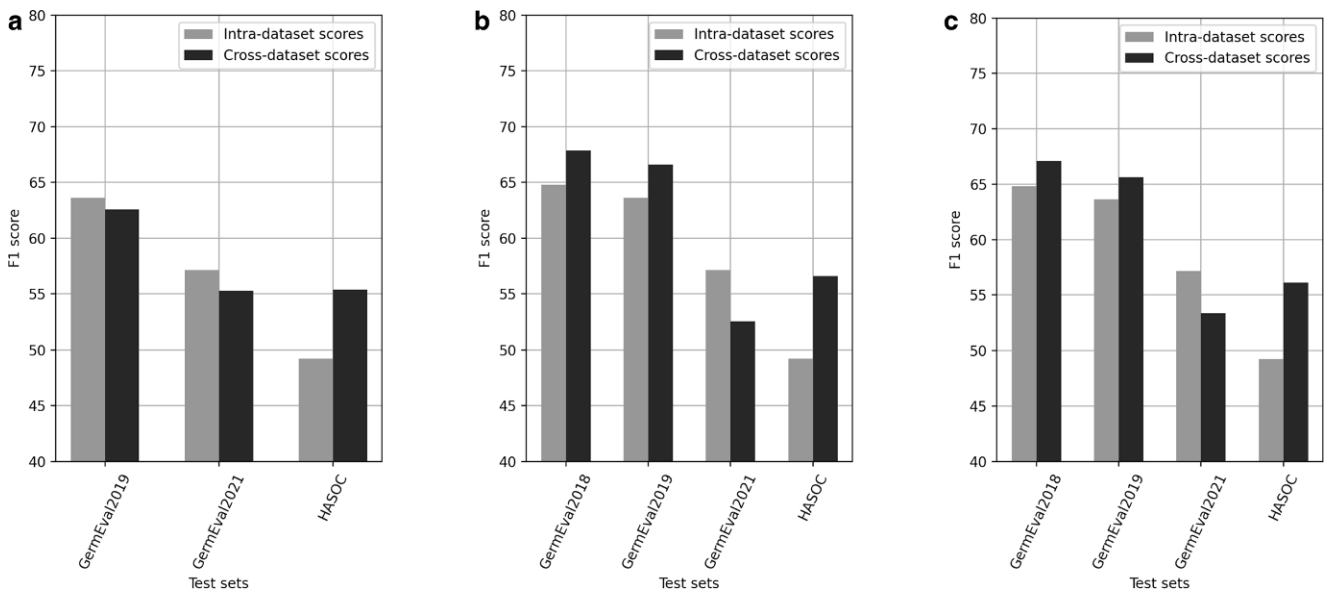 a
80
75
70
65
60
55
50
45
40
F1 score
Intra-dataset scores
Cross-dataset scores
GermEval2019
GermEval2021
HASOC
Test sets
b
80
75
70
65
60
55
50
45
40
F1 score
Intra-dataset scores
Cross-dataset scores
GermEval2018
GermEval2019
GermEval2021
HASOC
Test sets
c
80
75
70
65
60
55
50
45
40
F1 score
Intra-dataset scores
Cross-dataset scores
GermEval2018
GermEval2019
GermEval2021
HASOC
Test sets